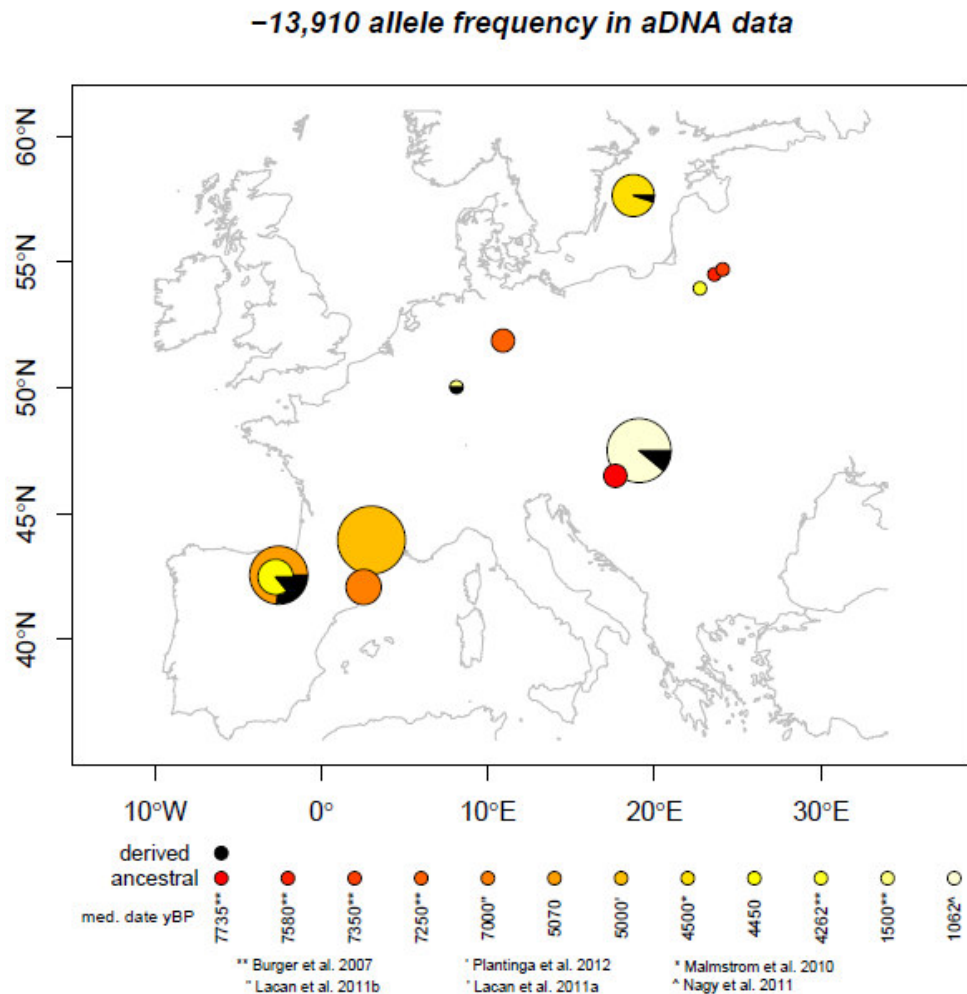 −13,910 allele frequency in aDNA data
60°N
55°N
50°N
45°N
40°N
10°W 0° 10°E 20°E 30°E
derived
ancestral
med. date yBP 7735** 7580** 7350** 7250** 7000" 5070 5000' 4500* 4450 4262** 1500** 1062^
** Burger et al. 2007 ' Plantinga et al. 2012 * Malmstrom et al. 2010
" Lacan et al. 2011b ' Lacan et al. 2011a ^ Nagy et al. 2011